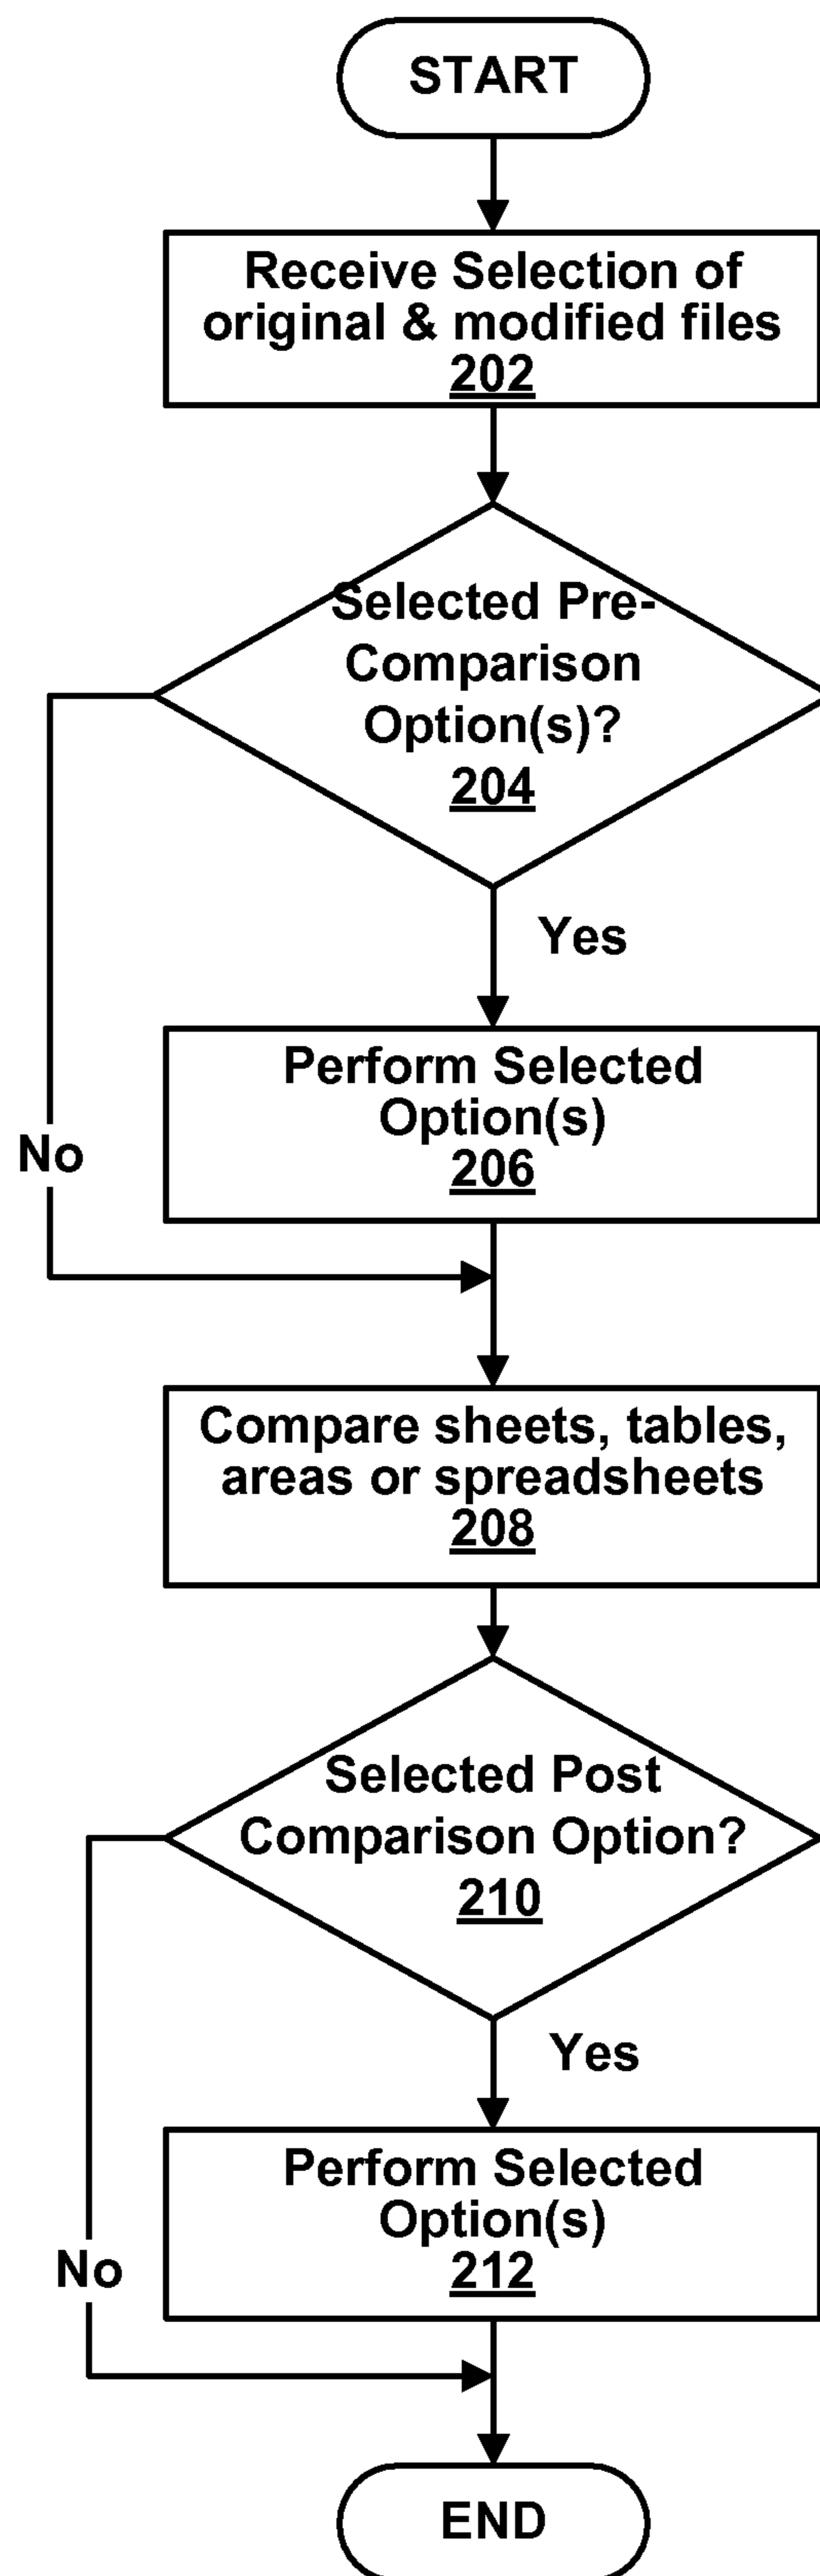 START
Receive Selection of
original & modified files
202
Selected Pre-
Comparison
Option(s)?
204
Yes
Perform Selected
Option(s)
206
No
Compare sheets, tables,
areas or spreadsheets
208
Selected Post
Comparison Option?
210
Yes
Perform Selected
Option(s)
212
No
END